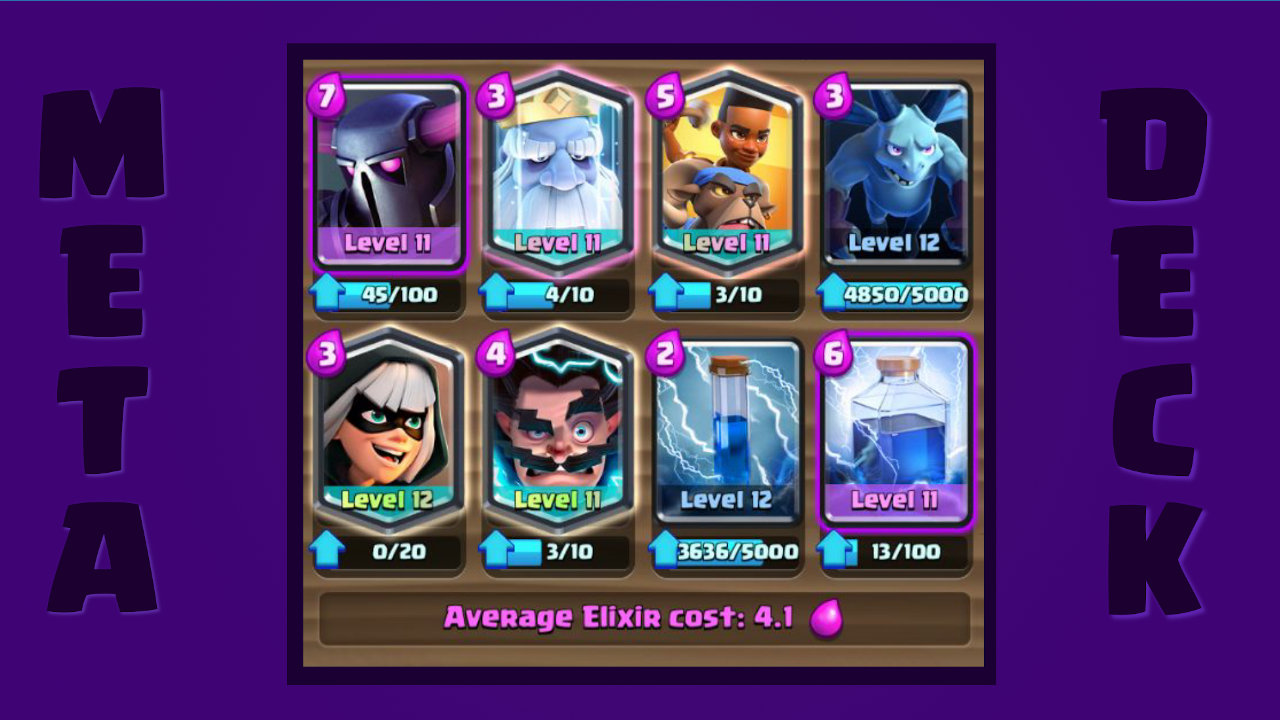 META
DECK
7
3
5
3
Level 11
Level 11
Level 11
Level 12
45/100
4/10
3/10
4850/5000
3
4
2
6
Level 12
Level 11
Level 12
Level 11
0/20
3/10
3636/5000
13/100
Average Elixir cost: 4.1